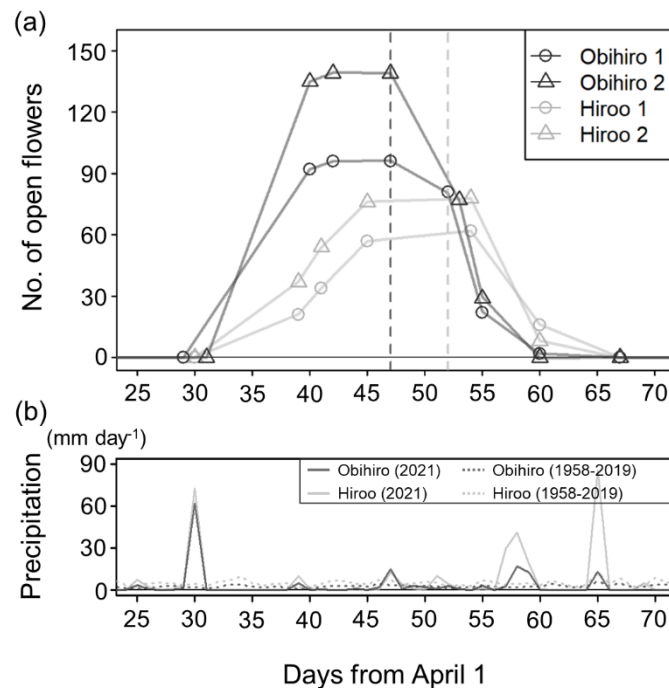 (a)
150
120
90
60
30
0
No. of open flowers
Obihiro 1
Obihiro 2
Hiroo 1
Hiroo 2
25 30 35 40 45 50 55 60 65 70
(b)
(mm day-1)
90
60
30
0
Precipitation
Obihiro (2021) Obihiro (1958-2019)
Hiroo (2021) Hiroo (1958-2019)
25 30 40 45 50 55 60 65 70
Days from April 1